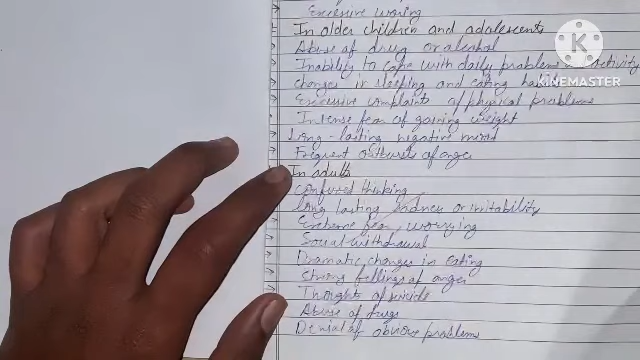 Excessive worring
In older children and adolescents
Abuse of drug or alcohol
Inability to cope with daily problems activity
changes in sleeping and eating habits
Excessive complaints of physical problems
Intense fear of gaining weight
Long-lasting negative mood
Frequent outbursts of anger
In adults
confused thinking
long lasting sadness or irritability
Extreme fear, worrying
Social withdrawal
Dramatic changes in eating
Strong fellings of anger
Thoughts of suicide
Abuse of drugs
Denial of obvious problems
K
KINEMASTER